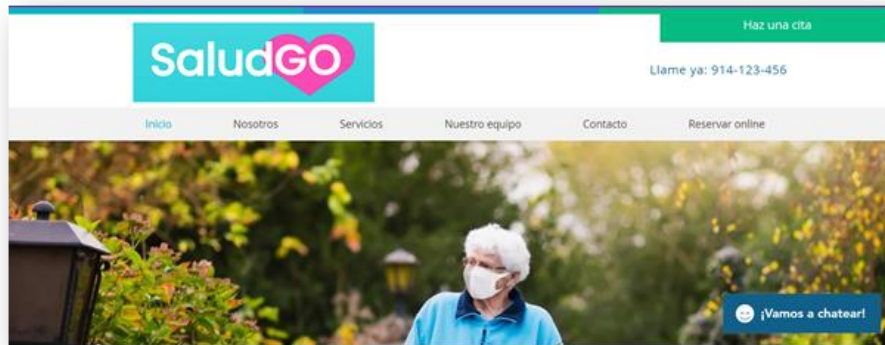 Haz una cita
SaludGO
Llame ya: 914-123-456
Inicio Nosotros Servicios Nuestro equipo Contacto Reservar online
¡Vamos a chatear!